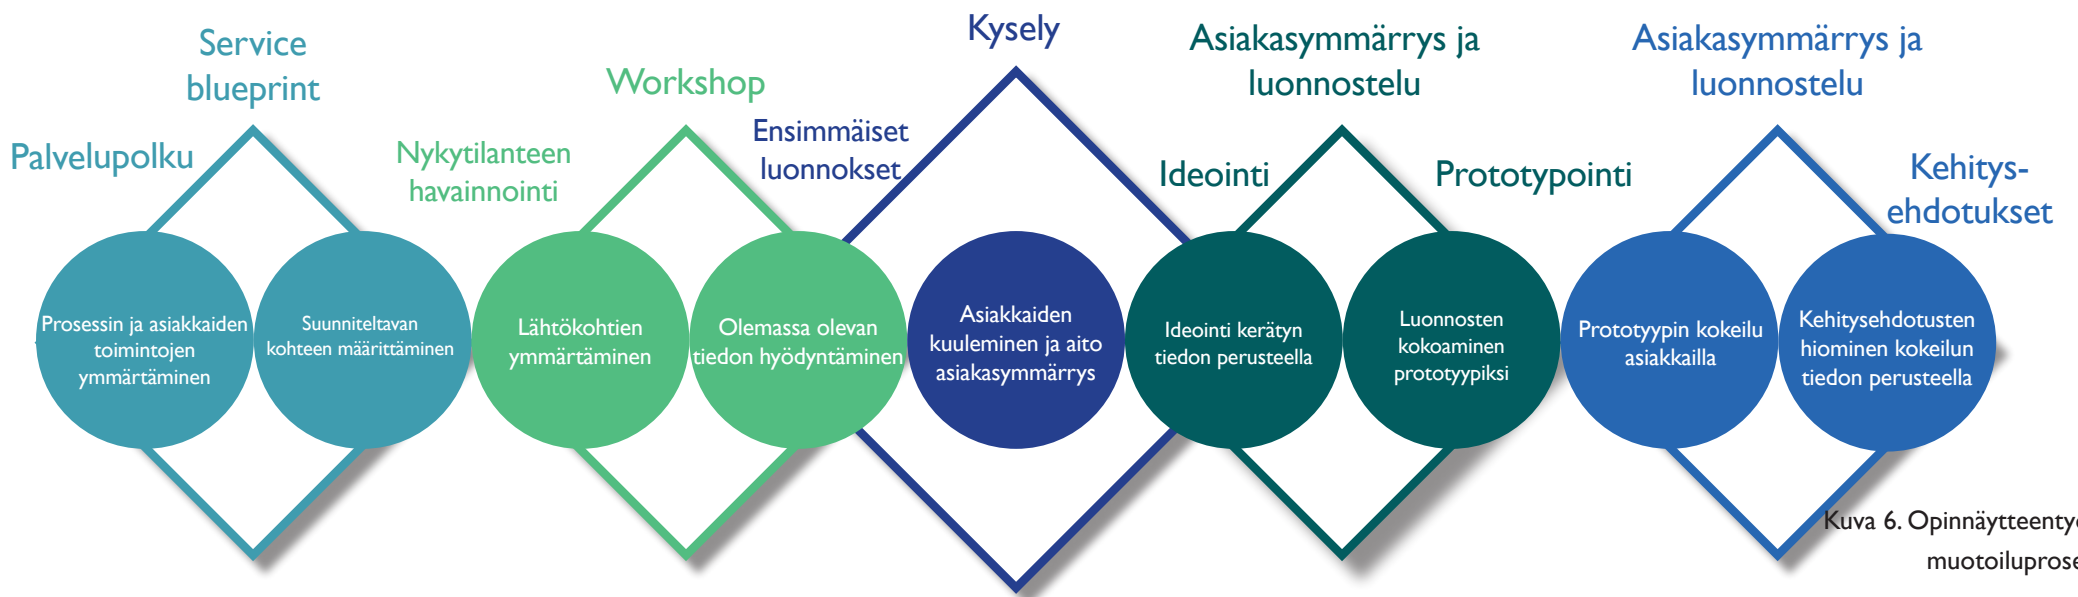 Service
blueprint
Palvelupolku
Prosessin ja asiakkaiden
toimintojen
ymmärtäminen
Suunniteltavan
kohteen määrittäminen
Workshop
Nykytilanteen
havainnointi
Lähtökohtien
ymmärtäminen
Olemassa olevan
tiedon hyödyntäminen
Kysely
Ensimmäiset
luonnokset
Asiakkaiden
kuuleminen ja aito
asiakasymmärrys
Asiakasymmärrys ja
luonnostelu
Ideointi
Prototypointi
Ideointi kerätyn
tiedon perusteella
Luonnosten
kokoaminen
prototyypiksi
Asiakasymmärrys ja
luonnostelu
Kehitys-
ehdotukset
Prototyypin kokeilu
asiakkailla
Kehitysehdotusten
hiominen kokeilun
tiedon perusteella
Kuva 6. Opinnäytteentyö
muotoiluprose